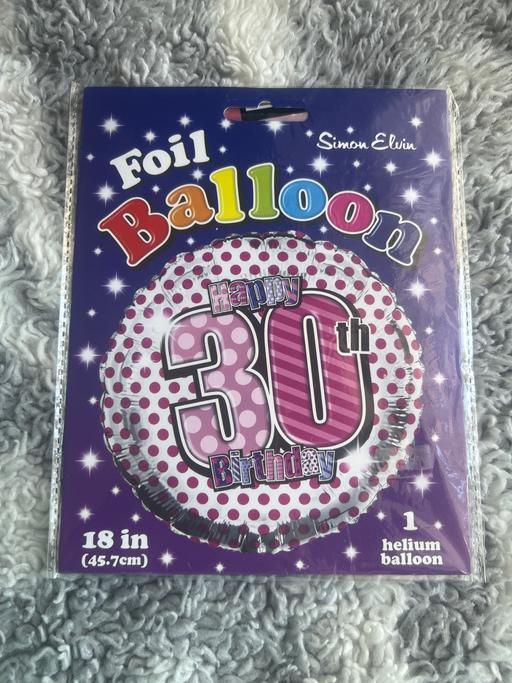 Simon Elvin
Foil
Balloon
Happy
30th
Birthday
18 in
(45.7cm)
1
helium
balloon